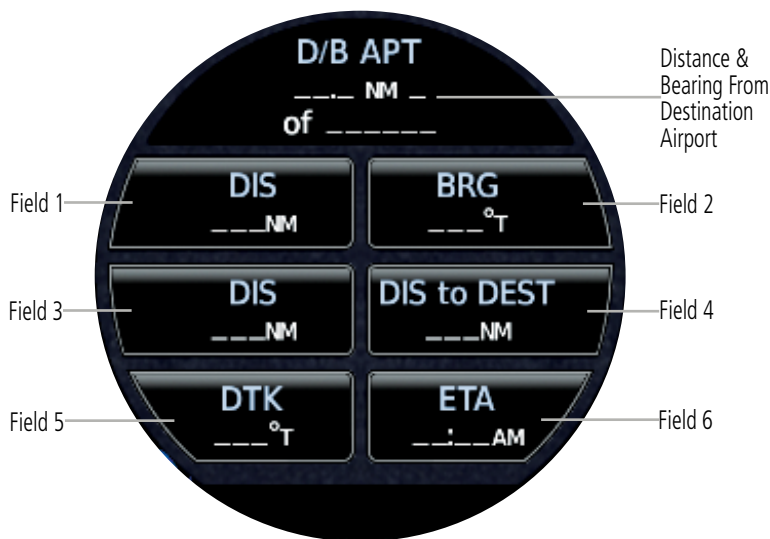 D/B APT
__._ NM _
of ______
Distance &
Bearing From
Destination
Airport
Field 1
DIS
___NM
BRG
___°T
Field 2
Field 3
DIS
___NM
DIS to DEST
___NM
Field 4
Field 5
DTK
___°T
ETA
__:__AM
Field 6